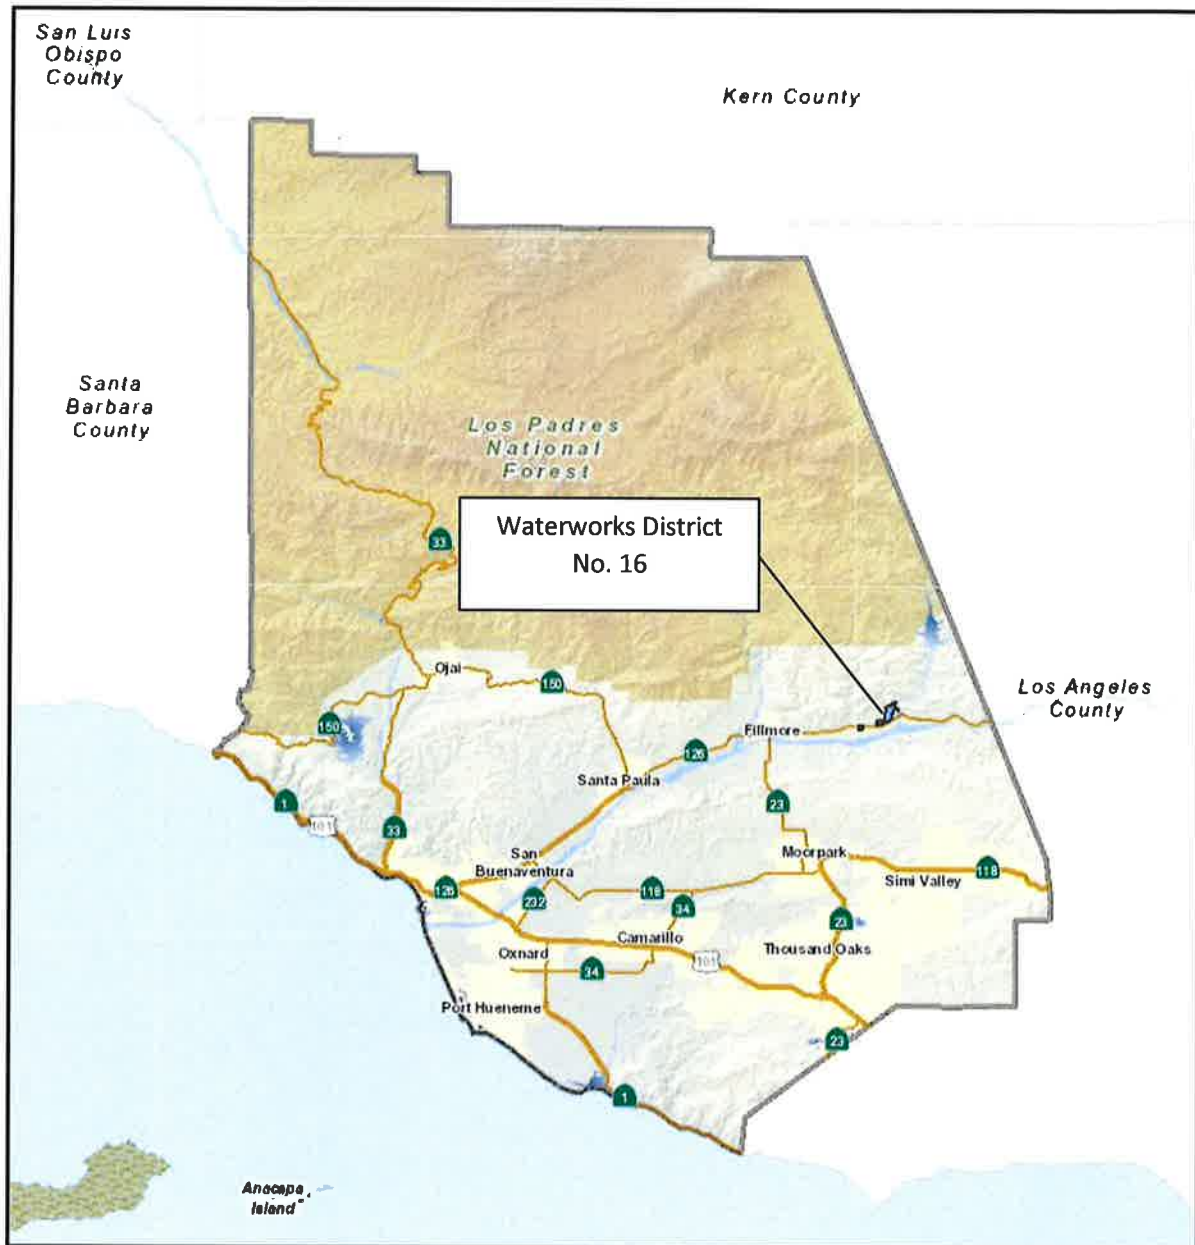 San Luis
Obispo
County
Kern County
Santa
Barbara
County
Los Padres
National
Forest
Waterworks District
No. 16
33
Ojai
150
150
Los Angeles
County
Fillmore
126
Santa Paula
1
101
33
23
San
Buenaventura
Moorpark
Simi Valley
118
126
232
118
34
23
Camarillo
Thousand Oaks
Oxnard
101
34
Port Hueneme
23
1
Anacapa
Island